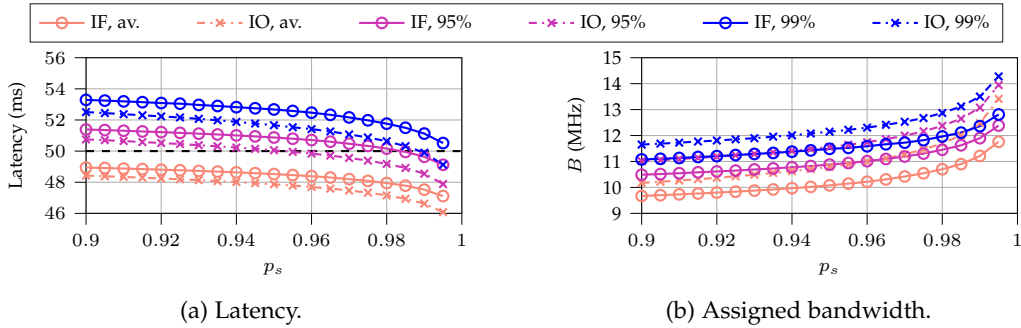 IF, av. IO, av. IF, 95% IO, 95% IF, 99% IO, 99%
56
54
52
50
48
46
0.9 0.92 0.94 0.96 0.98 1
Latency (ms)
p_s
(a) Latency.
15
14
13
12
11
10
9
0.9 0.92 0.94 0.96 0.98 1
B (MHz)
p_s
(b) Assigned bandwidth.